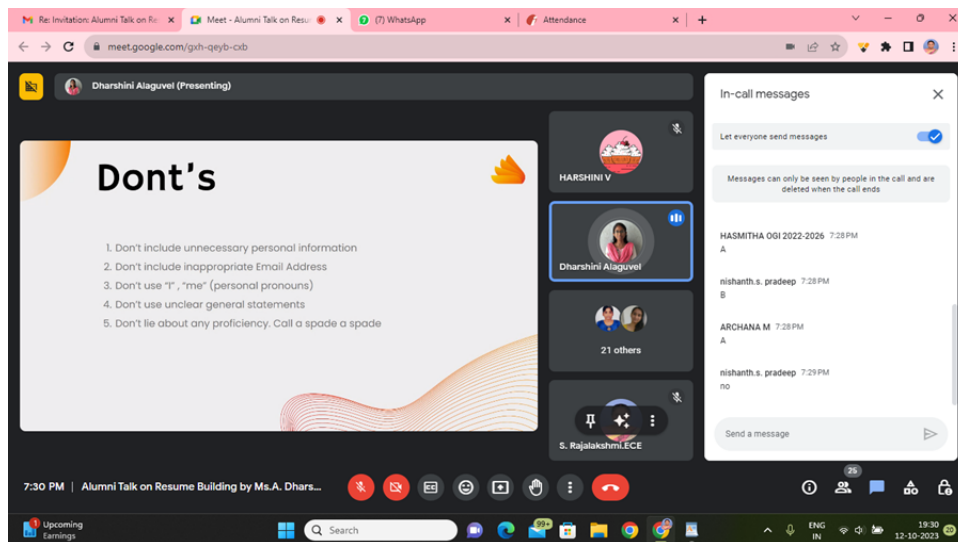 Re: Invitation: Alumni Talk on Re
Meet - Alumni Talk on Resu
(7) WhatsApp
Attendance
meet.google.com/gxh-qeyb-cxb
Dharshini Alaguvel (Presenting)
Dont's
1. Don't include unnecessary personal information
2. Don't include inappropriate Email Address
3. Don't use "I" , "me" (personal pronouns)
4. Don't use unclear general statements
5. Don't lie about any proficiency. Call a spade a spade
HARSHINI V
Dharshini Alaguvel
21 others
S. Rajalakshmi.ECE
In-call messages
Let everyone send messages
Messages can only be seen by people in the call and are
deleted when the call ends
HASMITHA OGI 2022-2026 7:28 PM
A
nishanth.s. pradeep 7:28 PM
B
ARCHANA M 7:28 PM
A
nishanth.s. pradeep 7:29 PM
no
Send a message
7:30 PM | Alumni Talk on Resume Building by Ms.A. Dhars...
CC
25
1
Upcoming
Earnings
Search
99+
ENG
IN
19:30
12-10-2023
20